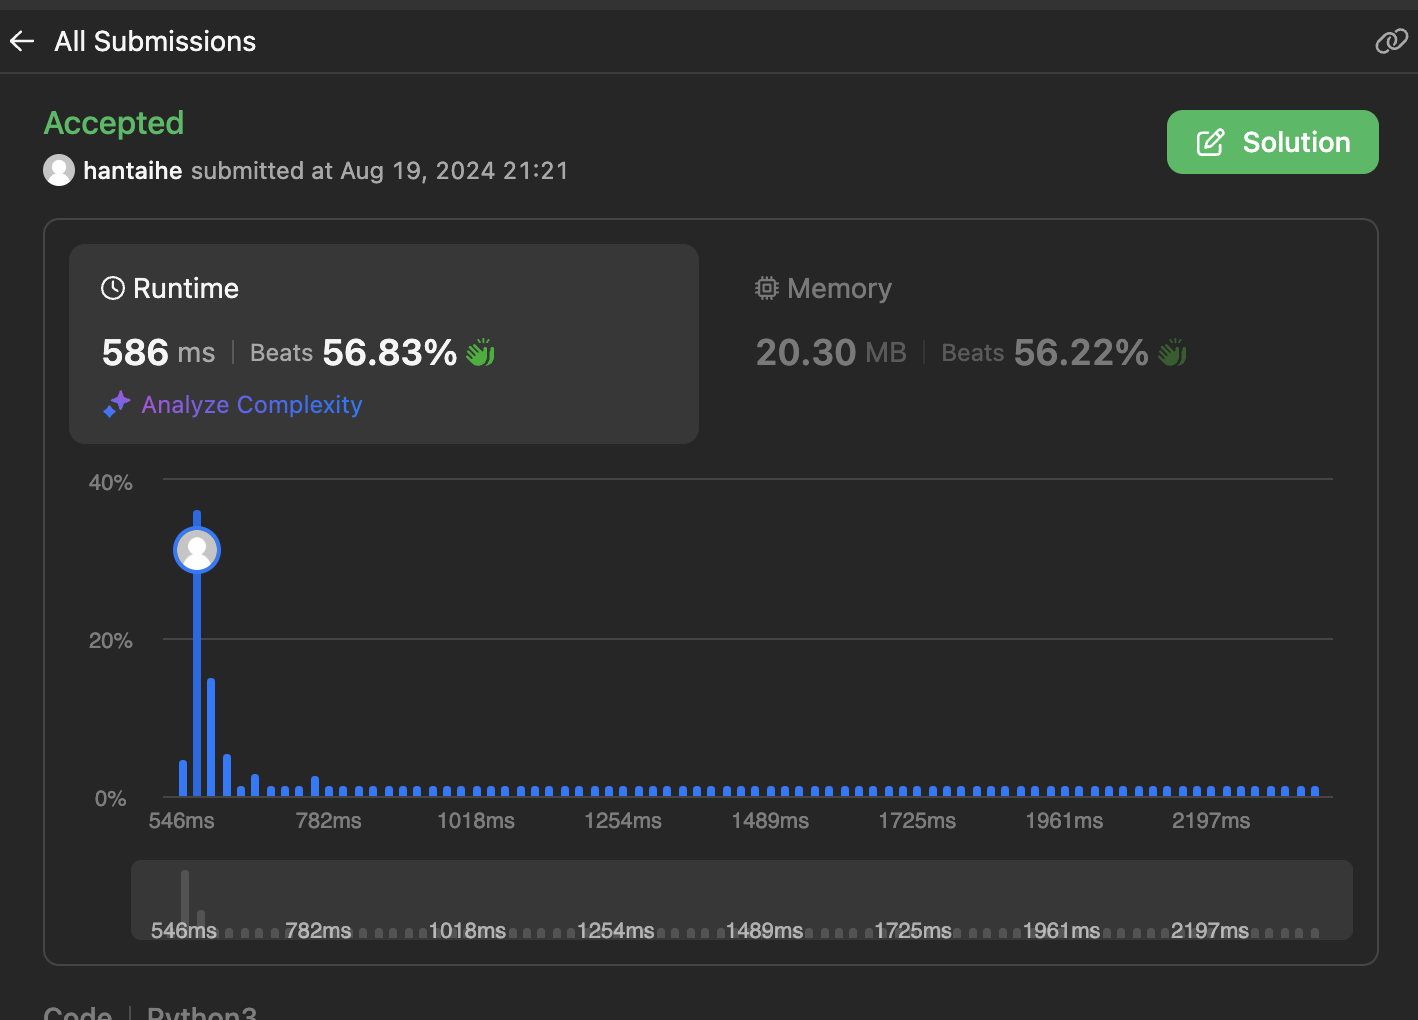 All Submissions
Accepted
Solution
hantaihe submitted at Aug 19, 2024 21:21
Runtime
Memory
586 ms | Beats 56.83%
20.30 MB | Beats 56.22%
Analyze Complexity
40%
20%
0%
546ms 782ms 1018ms 1254ms 1489ms 1725ms 1961ms 2197ms
546ms 782ms 1018ms 1254ms 1489ms 1725ms 1961ms 2197ms
Code | Python3